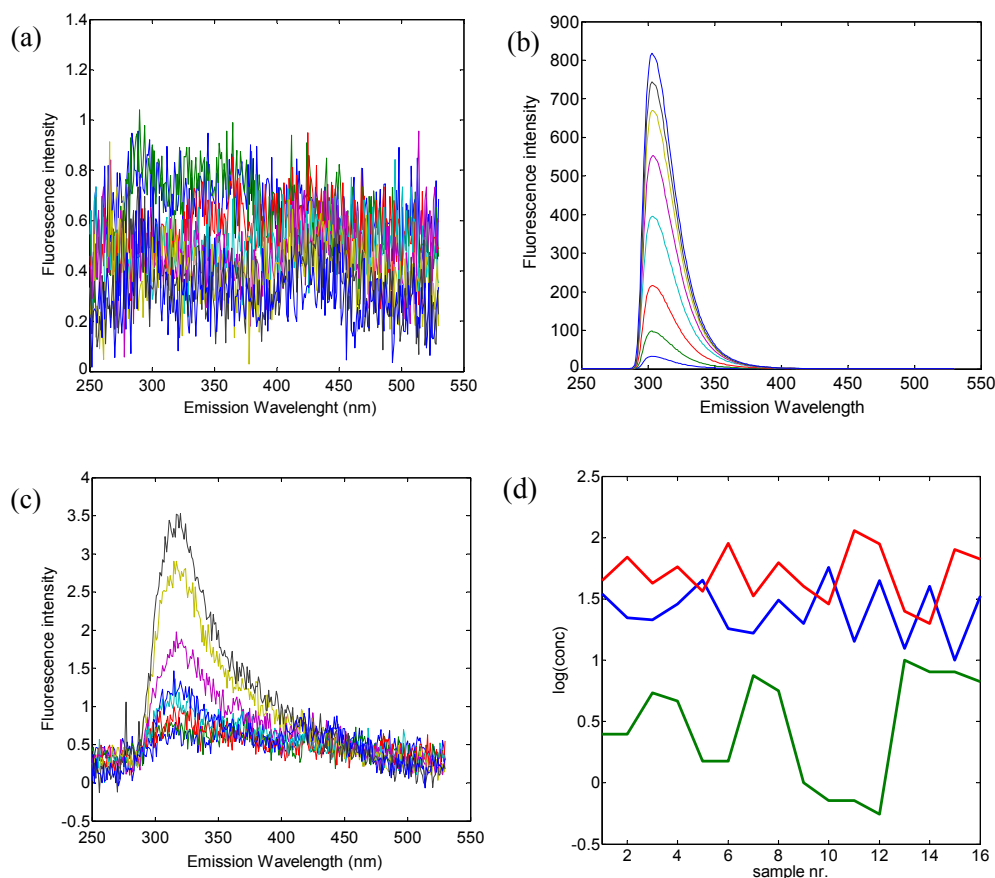 (a)
1.4
1.2
1
0.8
0.6
0.4
0.2
0
250 300 350 400 450 500 550
Fluorescence intensity
Emission Wavelenght (nm)
(b)
900
800
700
600
500
400
300
200
100
0
250 300 350 400 450 500 550
Fluorescence intensity
Emission Wavelength
(c)
4
3.5
3
2.5
2
1.5
1
0.5
0
-0.5
250 300 350 400 450 500 550
Fluorescence intensity
Emission Wavelength (nm)
(d)
2.5
2
1.5
1
0.5
0
-0.5
2 4 6 8 10 12 14 16
log(conc)
sample nr.